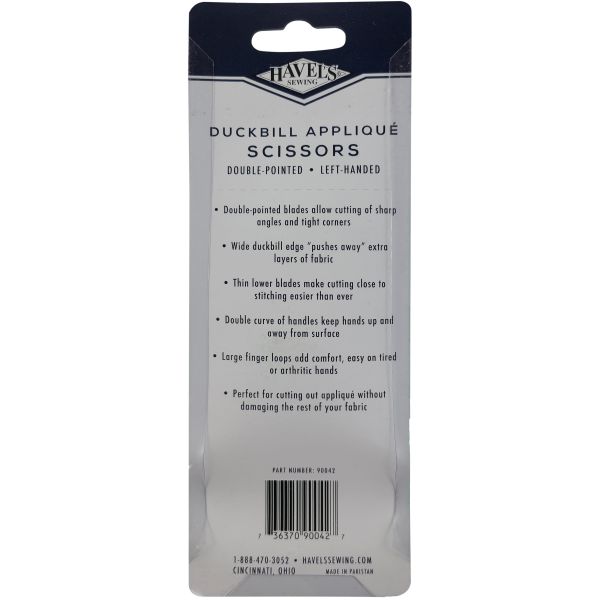 HAVEL'S®
SEWING
DUCKBILL APPLIQUÉ
SCISSORS
DOUBLE-POINTED • LEFT-HANDED
• Double-pointed blades allow cutting of sharp
angles and tight corners
• Wide duckbill edge "pushes away" extra
layers of fabric
• Thin lower blades make cutting close to
stitching easier than ever
• Double curve of handles keep hands up and
away from surface
• Large finger loops add comfort, easy on tired
or arthritic hands
• Perfect for cutting out appliqué without
damaging the rest of your fabric
PART NUMBER: 90042
7 36370 90042 7
1-888-470-3052 • HAVELSSEWING.COM
CINCINNATI, OHIO MADE IN PAKISTAN